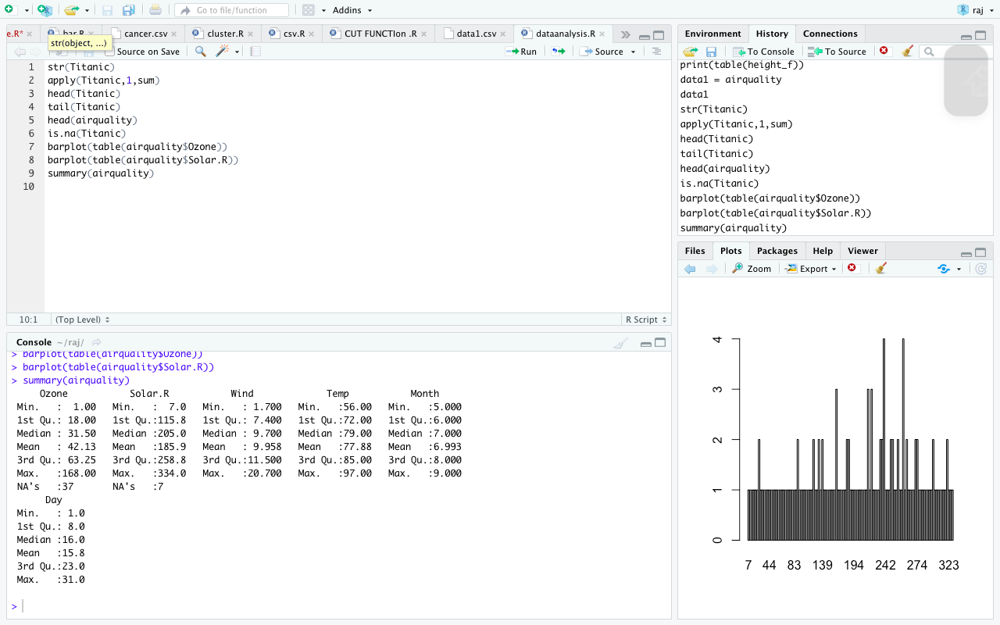 Go to file/function
Addins
raj
e.R*
bar.R
cancer.csv
cluster.R
csv.R
CUT FUNCTIon .R
data1.csv
dataanalysis.R
str(object, ...)
Source on Save
Run
Source
1 str(Titanic)
2 apply(Titanic,1,sum)
3 head(Titanic)
4 tail(Titanic)
5 head(airquality)
6 is.na(Titanic)
7 barplot(table(airquality$Ozone))
8 barplot(table(airquality$Solar.R))
9 summary(airquality)
10
10:1 (Top Level) R Script
Console ~/raj/
> barplot(table(airquality$Ozone))
> barplot(table(airquality$Solar.R))
> summary(airquality)
Ozone Solar.R Wind Temp Month
Min. : 1.00 Min. : 7.0 Min. : 1.700 Min. :56.00 Min. :5.000
1st Qu.: 18.00 1st Qu.:115.8 1st Qu.: 7.400 1st Qu.:72.00 1st Qu.:6.000
Median : 31.50 Median :205.0 Median : 9.700 Median :79.00 Median :7.000
Mean : 42.13 Mean :185.9 Mean : 9.958 Mean :77.88 Mean :6.993
3rd Qu.: 63.25 3rd Qu.:258.8 3rd Qu.:11.500 3rd Qu.:85.00 3rd Qu.:8.000
Max. :168.00 Max. :334.0 Max. :20.700 Max. :97.00 Max. :9.000
NA's :37 NA's :7
Day
Min. : 1.0
1st Qu.: 8.0
Median :16.0
Mean :15.8
3rd Qu.:23.0
Max. :31.0
>
Environment History Connections
To Console To Source
print(table(height_f))
data1 = airquality
data1
str(Titanic)
apply(Titanic,1,sum)
head(Titanic)
tail(Titanic)
head(airquality)
is.na(Titanic)
barplot(table(airquality$Ozone))
barplot(table(airquality$Solar.R))
summary(airquality)
Files Plots Packages Help Viewer
Zoom Export
4
3
2
1
0
7 44 83 139 194 242 274 323